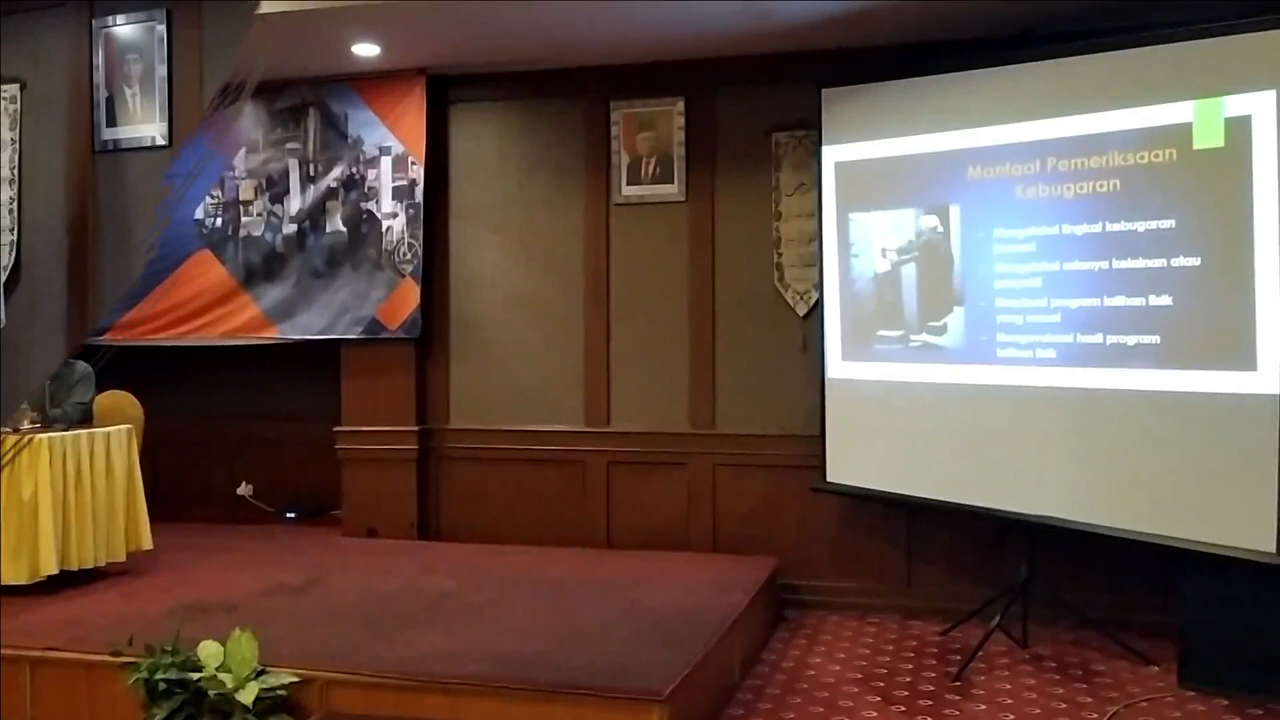 Manfaat Pemeriksaan
Kebugaran
Mengetahui tingkat kebugaran
jasmani
Mengetahui adanya kelainan atau
penyakit
Membuat program latihan fisik
yang sesuai
Mengevaluasi hasil program
latihan fisik